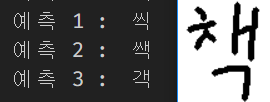 예측 1 : 씩
예측 2 : 쌕
예측 3 : 객
책